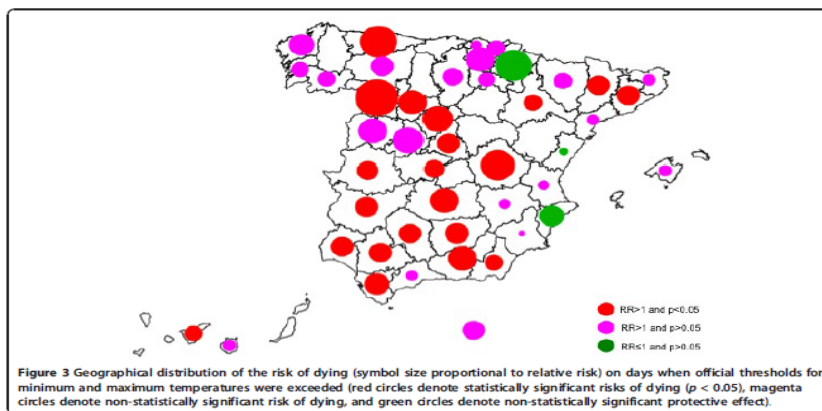 RR>1 and p<0.05
RR>1 and p>0.05
RR≤1 and p>0.05
Figure 3 Geographical distribution of the risk of dying (symbol size proportional to relative risk) on days when official thresholds for
minimum and maximum temperatures were exceeded (red circles denote statistically significant risks of dying (p < 0.05), magenta
circles denote non-statistically significant risk of dying, and green circles denote non-statistically significant protective effect).